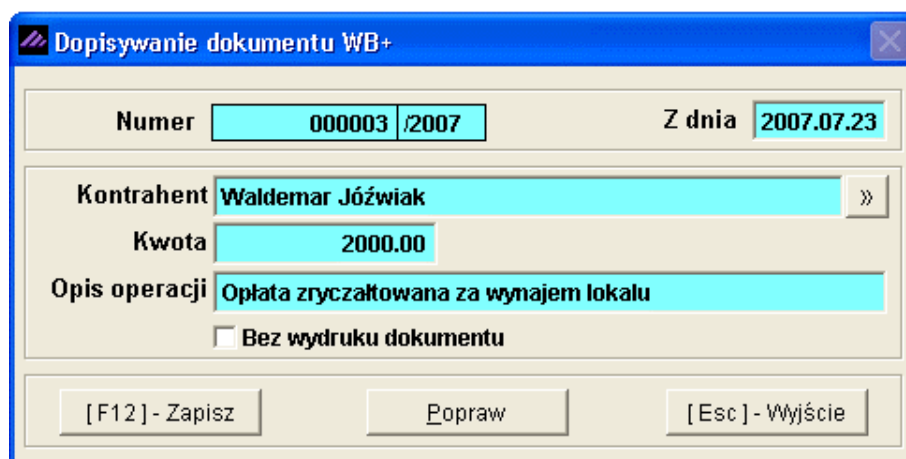 Dopisywanie dokumentu WB+
Numer 000003 /2007 Z dnia 2007.07.23
Kontrahent Waldemar Jóźwiak »
Kwota 2000.00
Opis operacji Opłata zryczałtowana za wynajem lokalu
Bez wydruku dokumentu
[F12] - Zapisz Popraw [Esc] - Wyjście